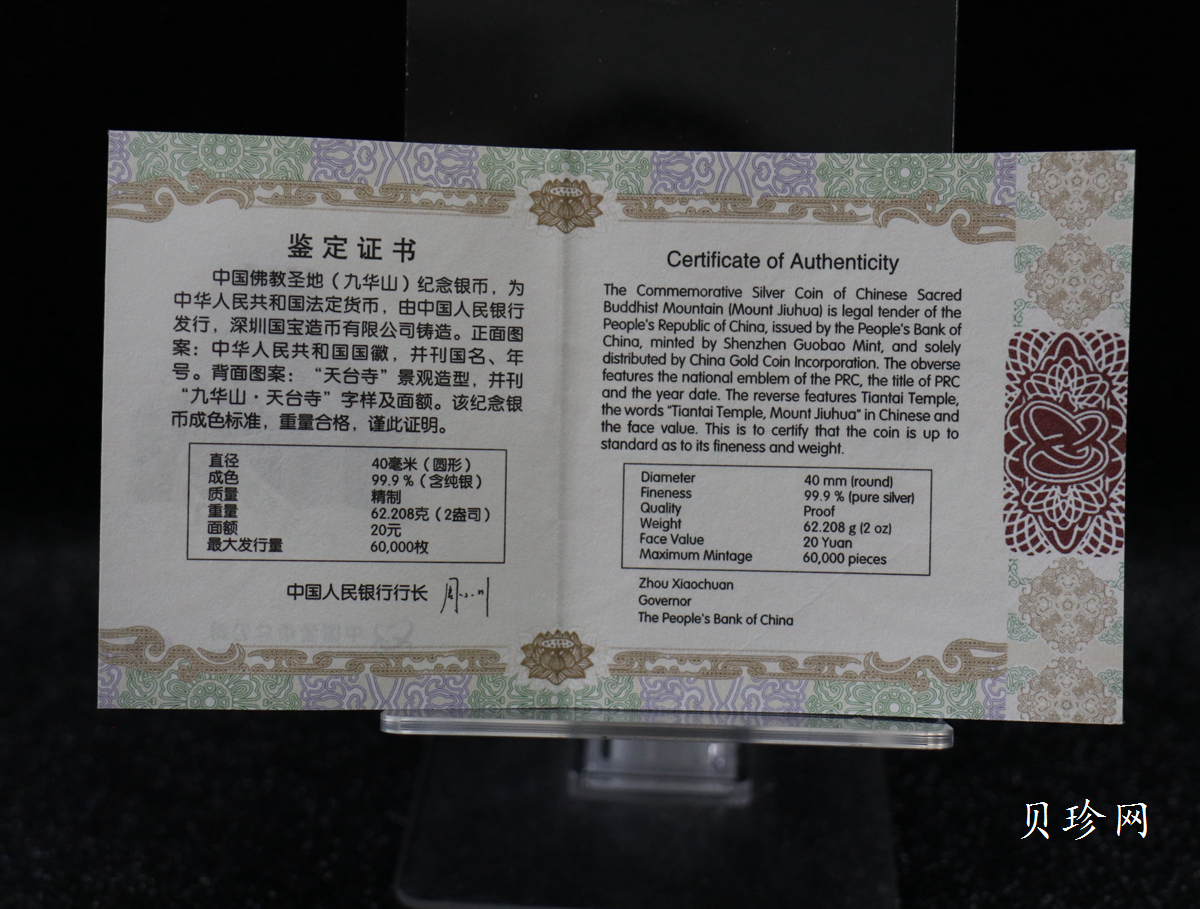 鉴定证书
中国佛教圣地（九华山）纪念银币，为
中华人民共和国法定货币，由中国人民银行
发行，深圳国宝造币有限公司铸造。正面图
案：中华人民共和国国徽，并刊国名、年
号。背面图案：“天台寺”景观造型，并刊
“九华山·天台寺”字样及面额。该纪念银
币成色标准，重量合格，谨此证明。
直径 40毫米（圆形）
成色 99.9 %（含纯银）
质量 精制
重量 62.208克（2盎司）
面额 20元
最大发行量 60,000枚
中国人民银行行长
Certificate of Authenticity
The Commemorative Silver Coin of Chinese Sacred
Buddhist Mountain (Mount Jiuhua) is legal tender of the
People's Republic of China, issued by the People's Bank of
China, minted by Shenzhen Guobao Mint, and solely
distributed by China Gold Coin Incorporation. The obverse
features the national emblem of the PRC, the title of PRC
and the year date. The reverse features Tiantai Temple,
the words "Tiantai Temple, Mount Jiuhua" in Chinese and
the face value. This is to certify that the coin is up to
standard as to its fineness and weight.
Diameter 40 mm (round)
Fineness 99.9 % (pure silver)
Quality Proof
Weight 62.208 g (2 oz)
Face Value 20 Yuan
Maximum Mintage 60,000 pieces
Zhou Xiaochuan
Governor
The People's Bank of China
贝珍网